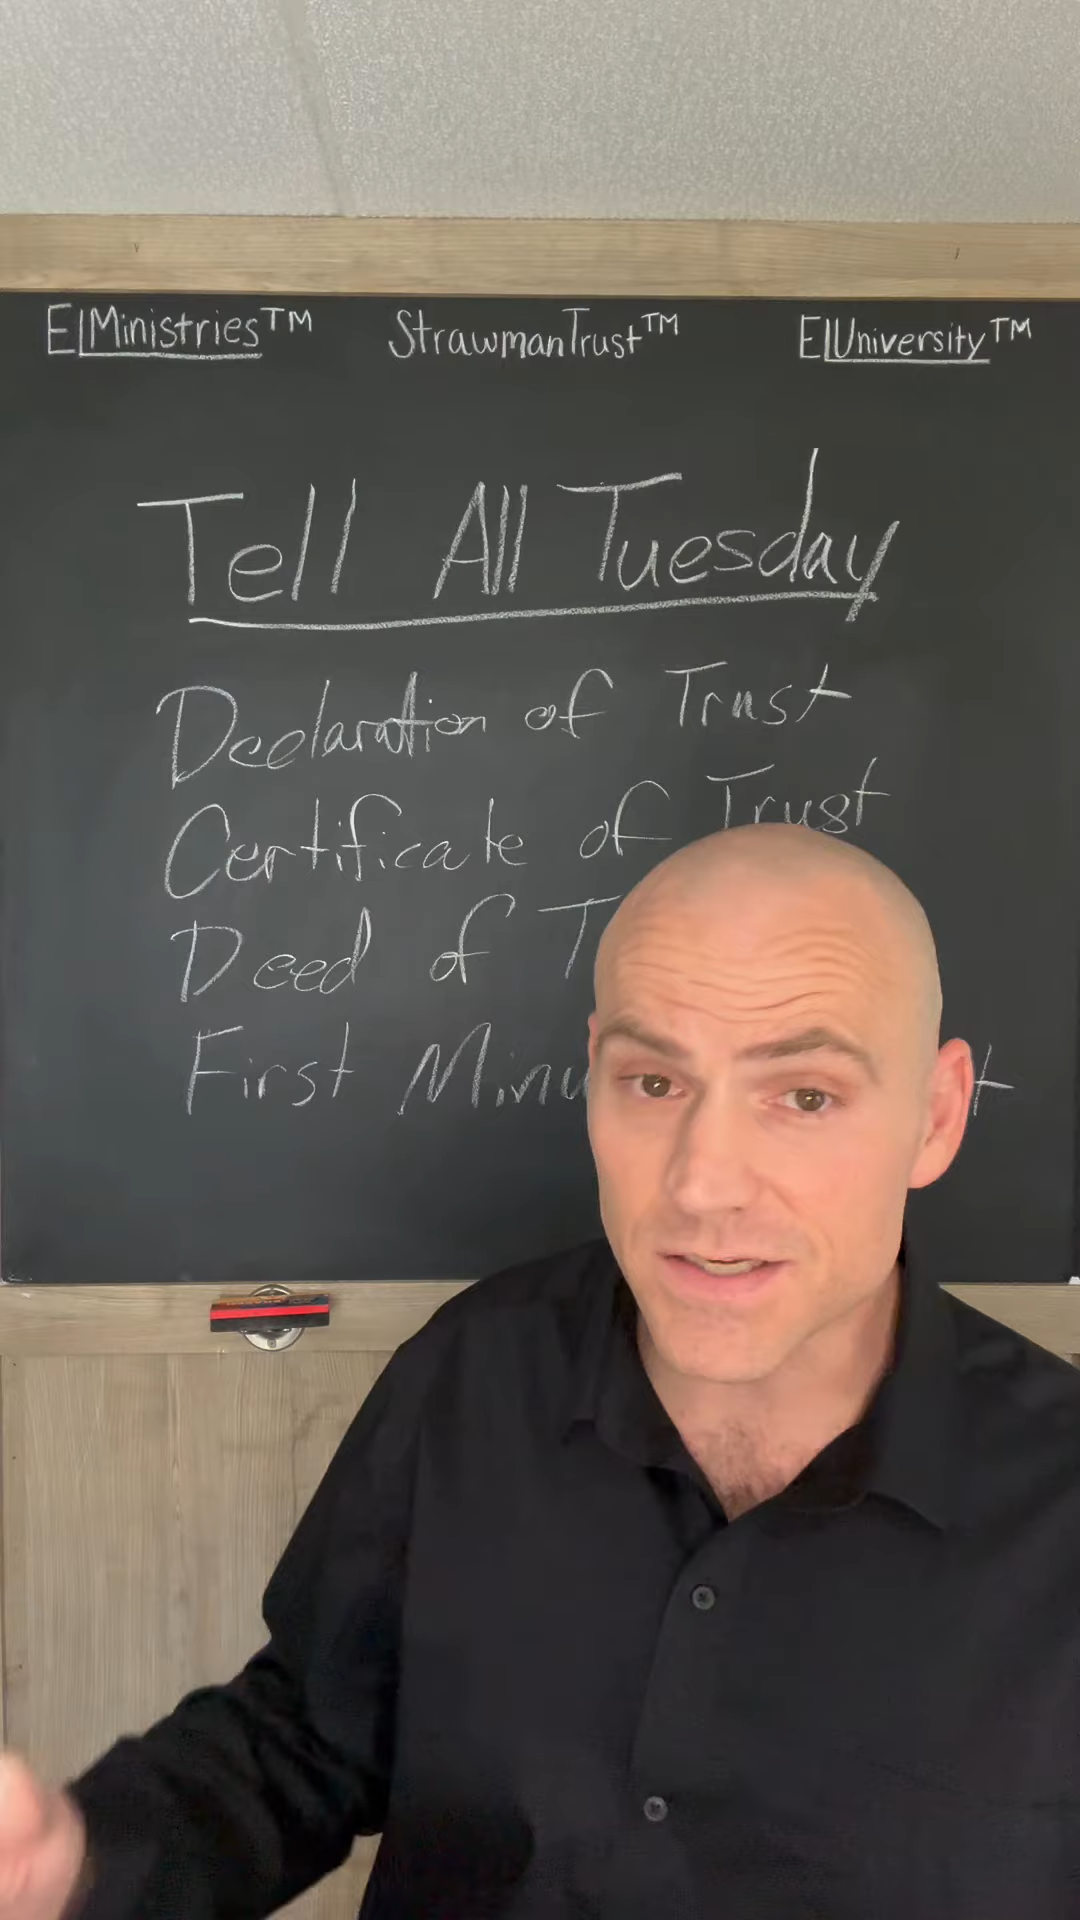 ELMinistries™ StrawmanTrust™ ELUniversity™
Tell All Tuesday
Declaration of Trust
Certificate of Trust
Deed of
First